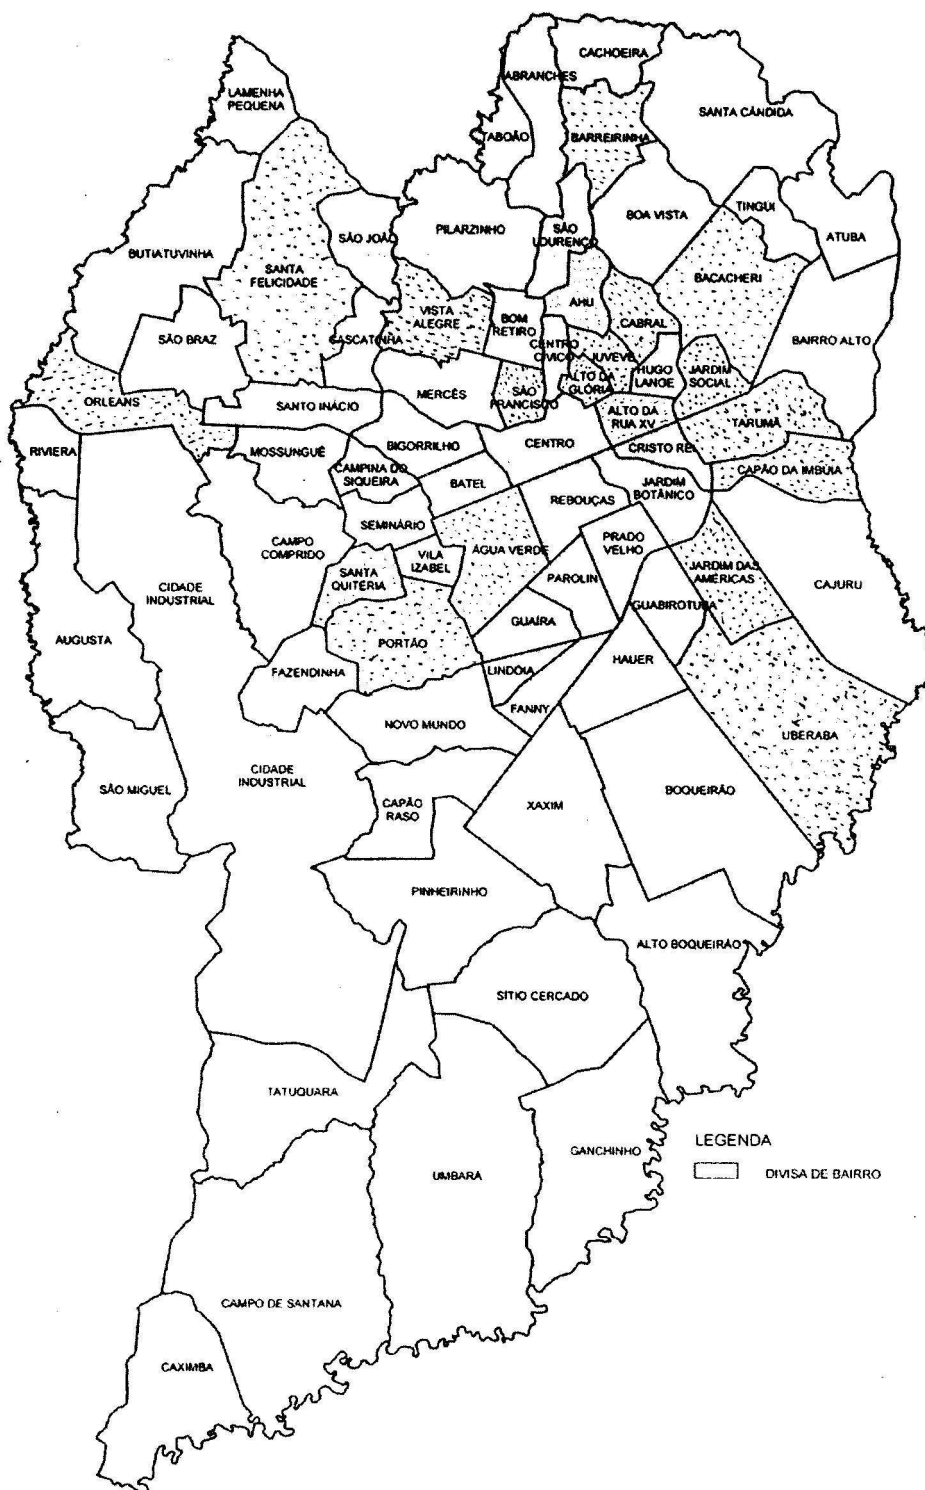 CACHOEIRA
ABRANCHES
LAMENHA
PEQUENA
SANTA CÂNDIDA
TABOÃO
BARREIRINHA
TINGUI
BOA VISTA
PILARZINHO
SÃO
LOURENÇO
ATUBA
SÃO JOÃO
BUTIATUVINHA
SANTA
FELICIDADE
BACACHERI
AHU
VISTA
ALEGRE
BOM
RETIRO
CABRAL
SÃO BRAZ
CASCATINHA
CENTRO
CÍVICO
JUVEVÊ
BAIRRO ALTO
HUGO
LANGE
JARDIM
SOCIAL
ALTO DA
GLÓRIA
MERCÊS
SÃO
FRANCISCO
ORLEANS
SANTO INÁCIO
ALTO DA
RUA XV
TARUMÃ
RIVIERA
MOSSUNGUÊ
BIGORRILHO
CENTRO
CRISTO REI
CAMPINA DO
SIQUEIRA
BATEL
REBOUÇAS
JARDIM
BOTÂNICO
CAPÃO DA IMBÚIA
SEMINÁRIO
CAMPO
COMPRIDO
VILA
IZABEL
ÁGUA VERDE
PRADO
VELHO
SANTA
QUITÉRIA
PAROLIN
JARDIM DAS
AMÉRICAS
CAJURU
CIDADE
INDUSTRIAL
GUABIROTUBA
GUAÍRA
AUGUSTA
PORTÃO
HAUER
FAZENDINHA
LINDÓIA
FANNY
NOVO MUNDO
UBERABA
CIDADE
INDUSTRIAL
SÃO MIGUEL
CAPÃO
RASO
XAXIM
BOQUEIRÃO
PINHEIRINHO
ALTO BOQUEIRÃO
SÍTIO CERCADO
TATUQUARA
LEGENDA
GANCHINHO
DIVISA DE BAIRRO
UMBARÁ
CAMPO DE SANTANA
CAXIMBA